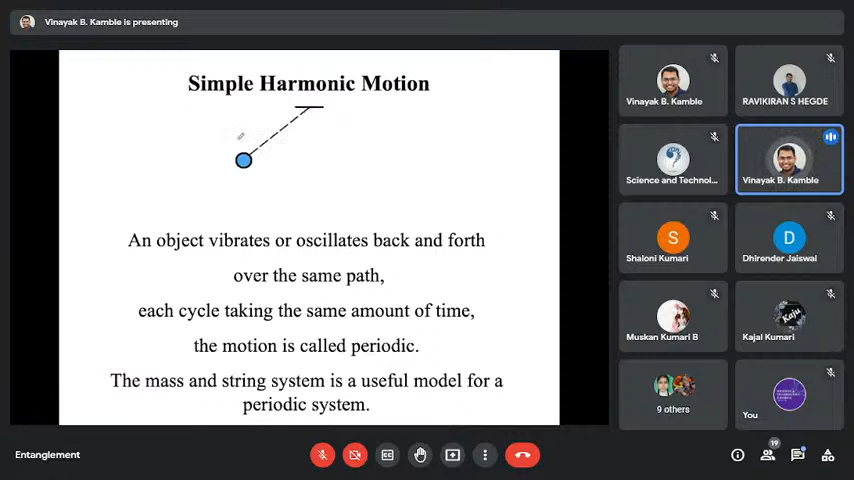 Vinayak B. Kamble is presenting
Simple Harmonic Motion
An object vibrates or oscillates back and forth
over the same path,
each cycle taking the same amount of time,
the motion is called periodic.
The mass and string system is a useful model for a
periodic system.
Vinayak B. Kamble
RAVIKIRAN S HEGDE
Science and Technol...
Vinayak B. Kamble
Shaloni Kumari
S
Dhirender Jaiswal
D
Muskan Kumari B
Kajal Kumari
Kaju
9 others
You
Entanglement
19